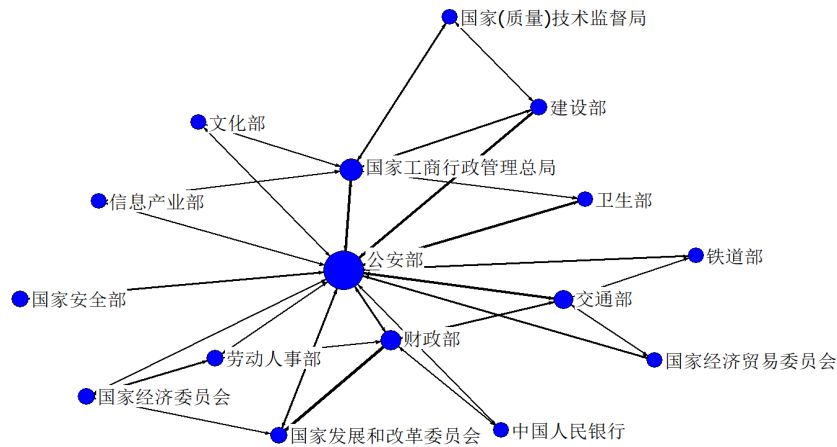 国家(质量)技术监督局
建设部
文化部
国家工商行政管理总局
信息产业部
卫生部
公安部
铁道部
国家安全部
交通部
财政部
劳动人事部
国家经济贸易委员会
国家经济委员会
国家发展和改革委员会
中国人民银行